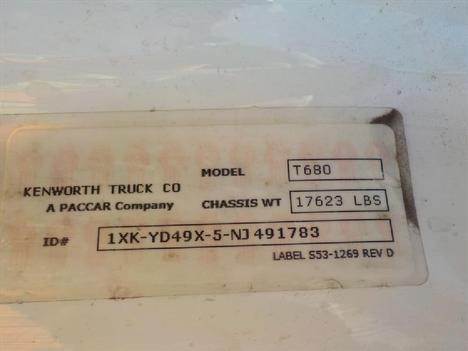 MODEL T680
KENWORTH TRUCK CO
A PACCAR Company CHASSIS WT 17623 LBS
ID# 1XK-YD49X-5-NJ491783
LABEL S53-1269 REV D